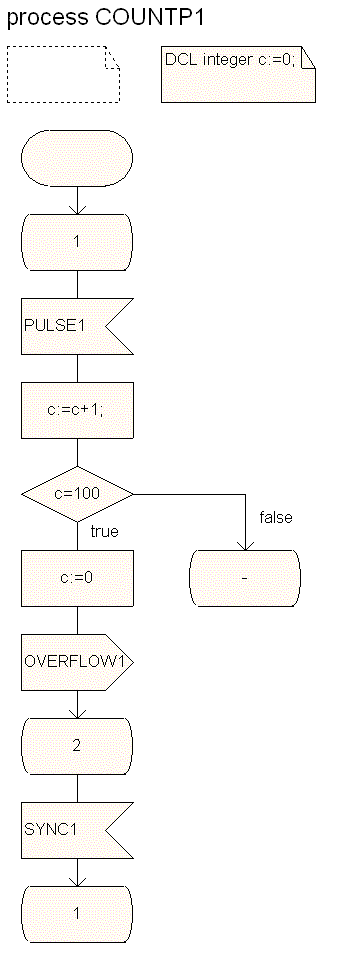 process COUNTP1
DCL integer c:=0;
1
PULSE1
c:=c+1;
c=100
false
true
c:=0
-
OVERFLOW1
2
SYNC1
1